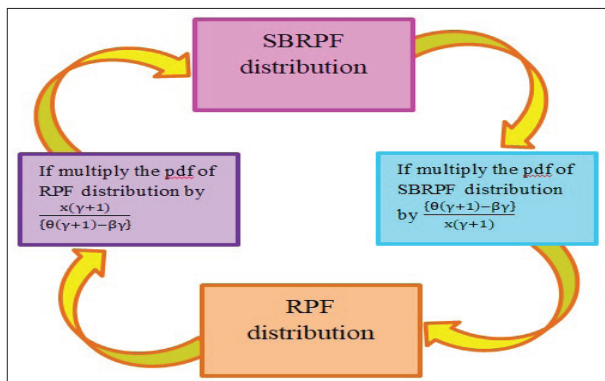 SBRPF
distribution
If multiply the pdf of
RPF distribution by
x(γ+1)
{θ(γ+1)−βγ}
If multiply the pdf of
SBRPF distribution
by {θ(γ+1)−βγ}
x(γ+1)
RPF
distribution